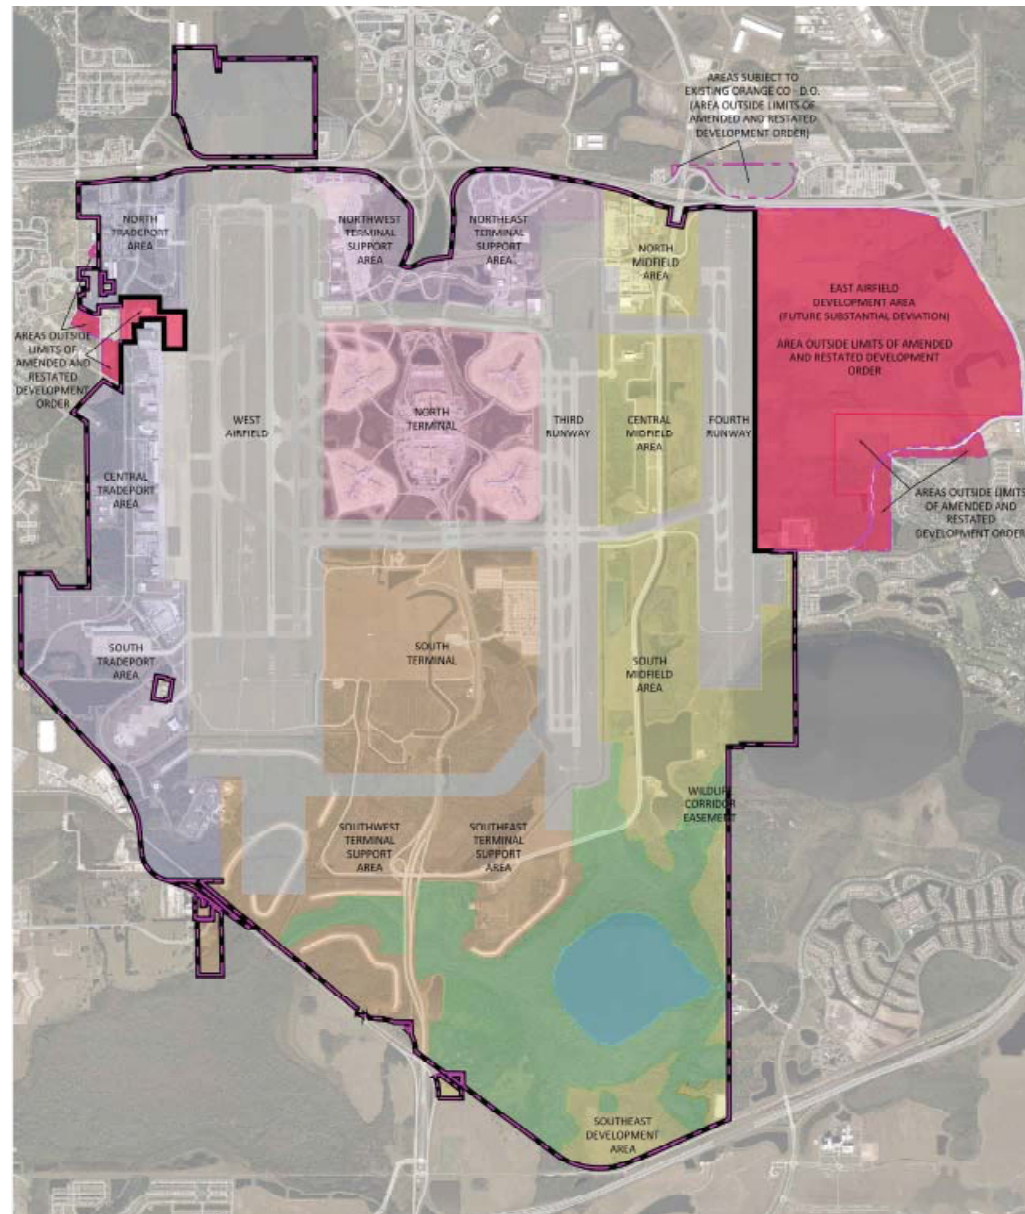 AREAS SUBJECT TO
EXISTING ORANGE CO - D.O.
(AREA OUTSIDE LIMITS OF
AMENDED AND RESTATED
DEVELOPMENT ORDER)
NORTH
TRADEPORT
AREA
NORTHWEST
TERMINAL
SUPPORT
AREA
NORTHEAST
TERMINAL
SUPPORT
AREA
NORTH
MIDFIELD
AREA
EAST AIRFIELD
DEVELOPMENT AREA
(FUTURE SUBSTANTIAL DEVIATION)
AREA OUTSIDE LIMITS OF AMENDED
AND RESTATED DEVELOPMENT
ORDER
AREAS OUTSIDE
LIMITS OF
AMENDED AND
RESTATED
DEVELOPMENT
ORDER
WEST
AIRFIELD
NORTH
TERMINAL
THIRD
RUNWAY
CENTRAL
MIDFIELD
AREA
FOURTH
RUNWAY
CENTRAL
TRADEPORT
AREA
AREAS OUTSIDE LIMITS
OF AMENDED AND
RESTATED
DEVELOPMENT ORDER
SOUTH
TRADEPORT
AREA
SOUTH
TERMINAL
SOUTH
MIDFIELD
AREA
WILDLIFE
CORRIDOR
EASEMENT
SOUTHWEST
TERMINAL
SUPPORT
AREA
SOUTHEAST
TERMINAL
SUPPORT
AREA
SOUTHEAST
DEVELOPMENT
AREA